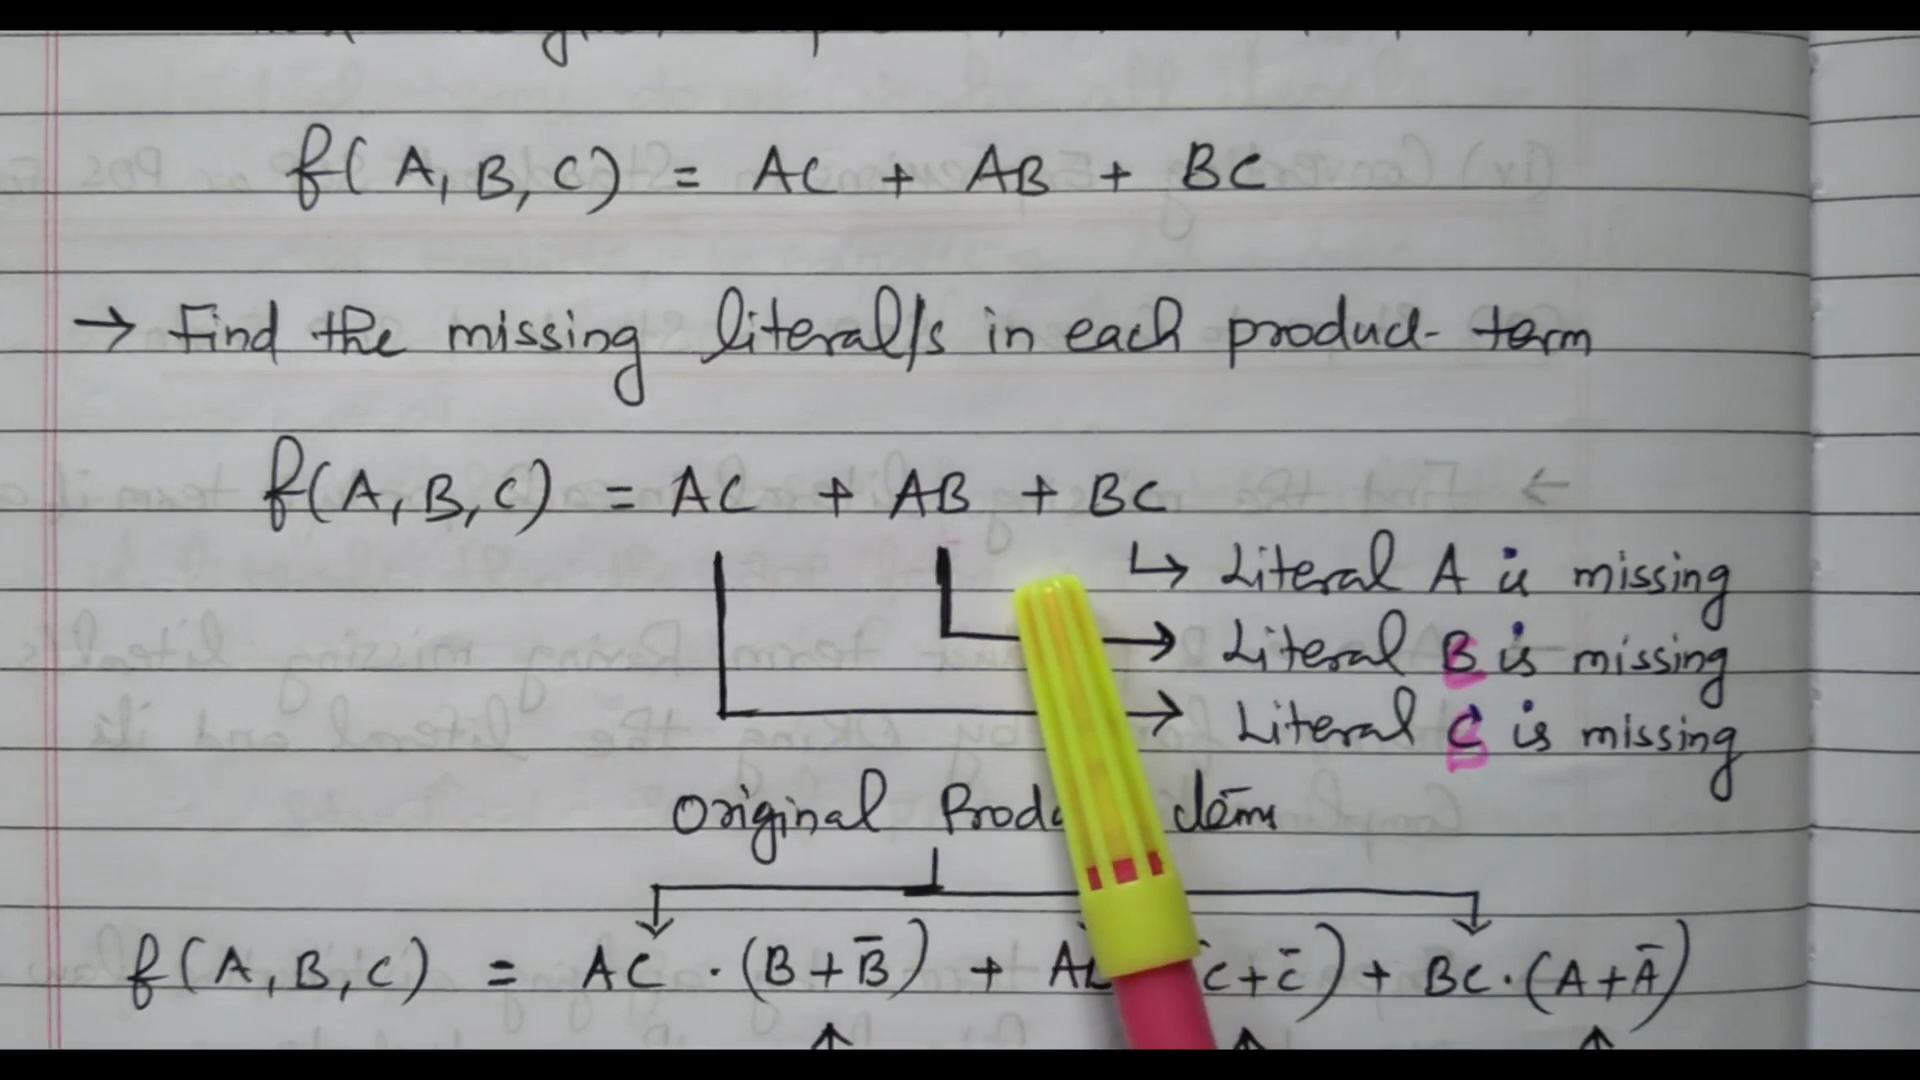 f(A, B, C) = AC + AB + BC
→ Find the missing literal/s in each product term
f(A, B, C) = AC + AB + BC
↳ Literal A is missing
→ Literal B is missing
→ Literal C is missing
Original
f(A, B, C) = AC · (B + B̄) + C + C̄) + BC · (A + Ā)